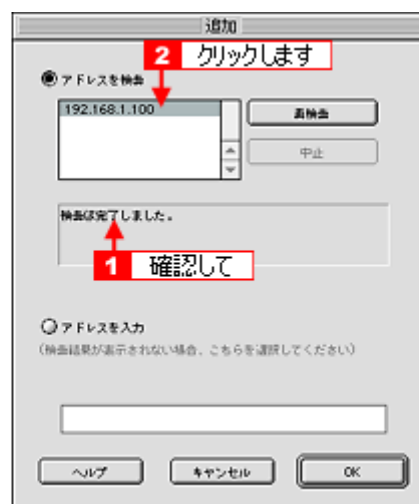 追加
2 クリックします
アドレスを検索
192.168.1.100
再検索
中止
検索は完了しました。
1 確認して
アドレスを入力
(検索結果が表示されない場合、こちらを選択してください)
ヘルプ
キャンセル
OK